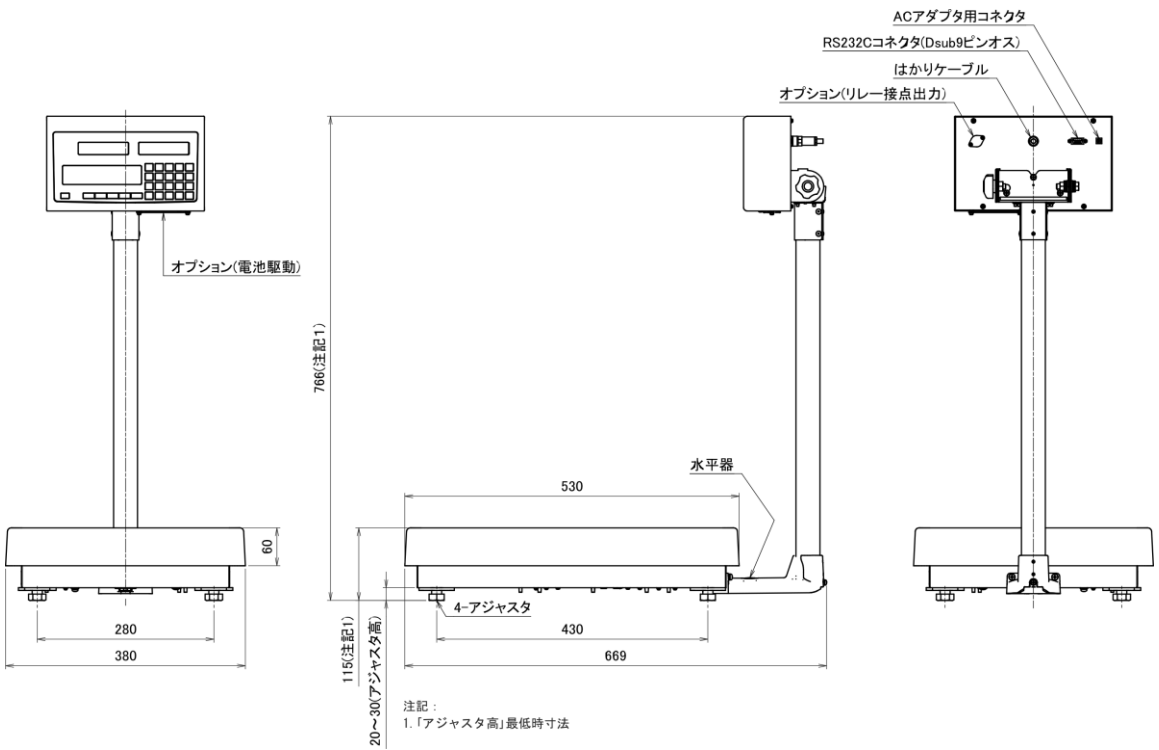 ACアダプタ用コネクタ
RS232Cコネクタ(Dsub9ピンオス)
はかりケーブル
オプション(リレー接点出力)
オプション(電池駆動)
766(注記1)
水平器
530
60
4-アジャスタ
280
430
380
669
115(注記1)
20～30(アジャスタ高)
注記：
1.「アジャスタ高」最低時寸法